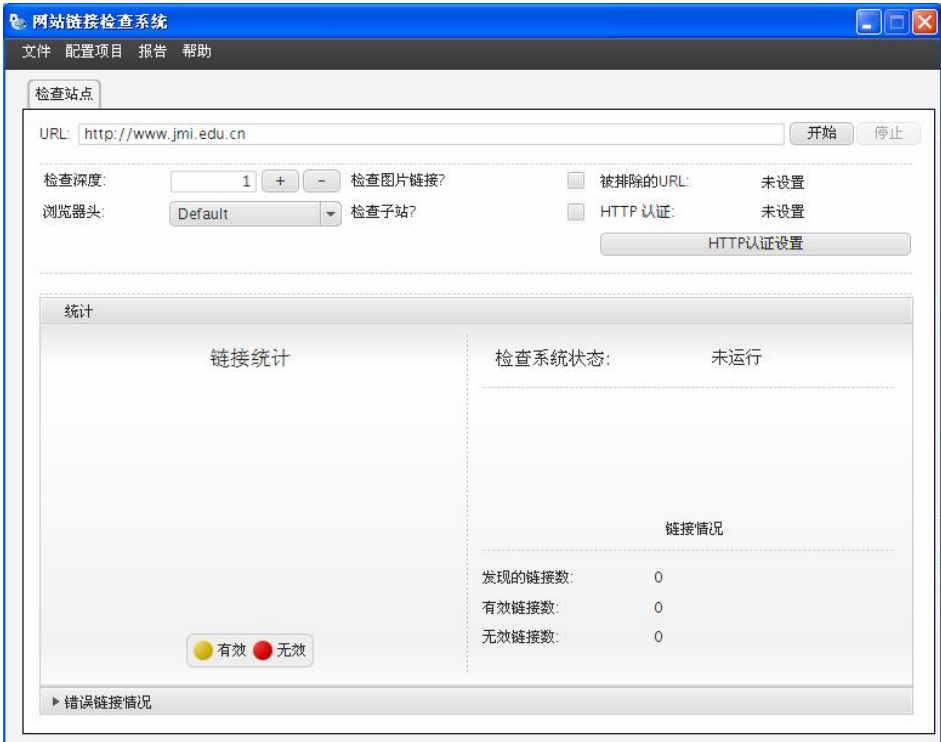 网站链接检查系统
文件 配置项目 报告 帮助
检查站点
URL: http://www.jmi.edu.cn 开始 停止
检查深度: 1 + - 检查图片链接? 被排除的URL: 未设置
浏览器头: Default 检查子站? HTTP 认证: 未设置
HTTP认证设置
统计
链接统计 检查系统状态: 未运行
链接情况
发现的链接数: 0
有效链接数: 0
无效链接数: 0
有效 无效
错误链接情况